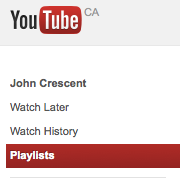 YouTube CA
John Crescent
Watch Later
Watch History
Playlists